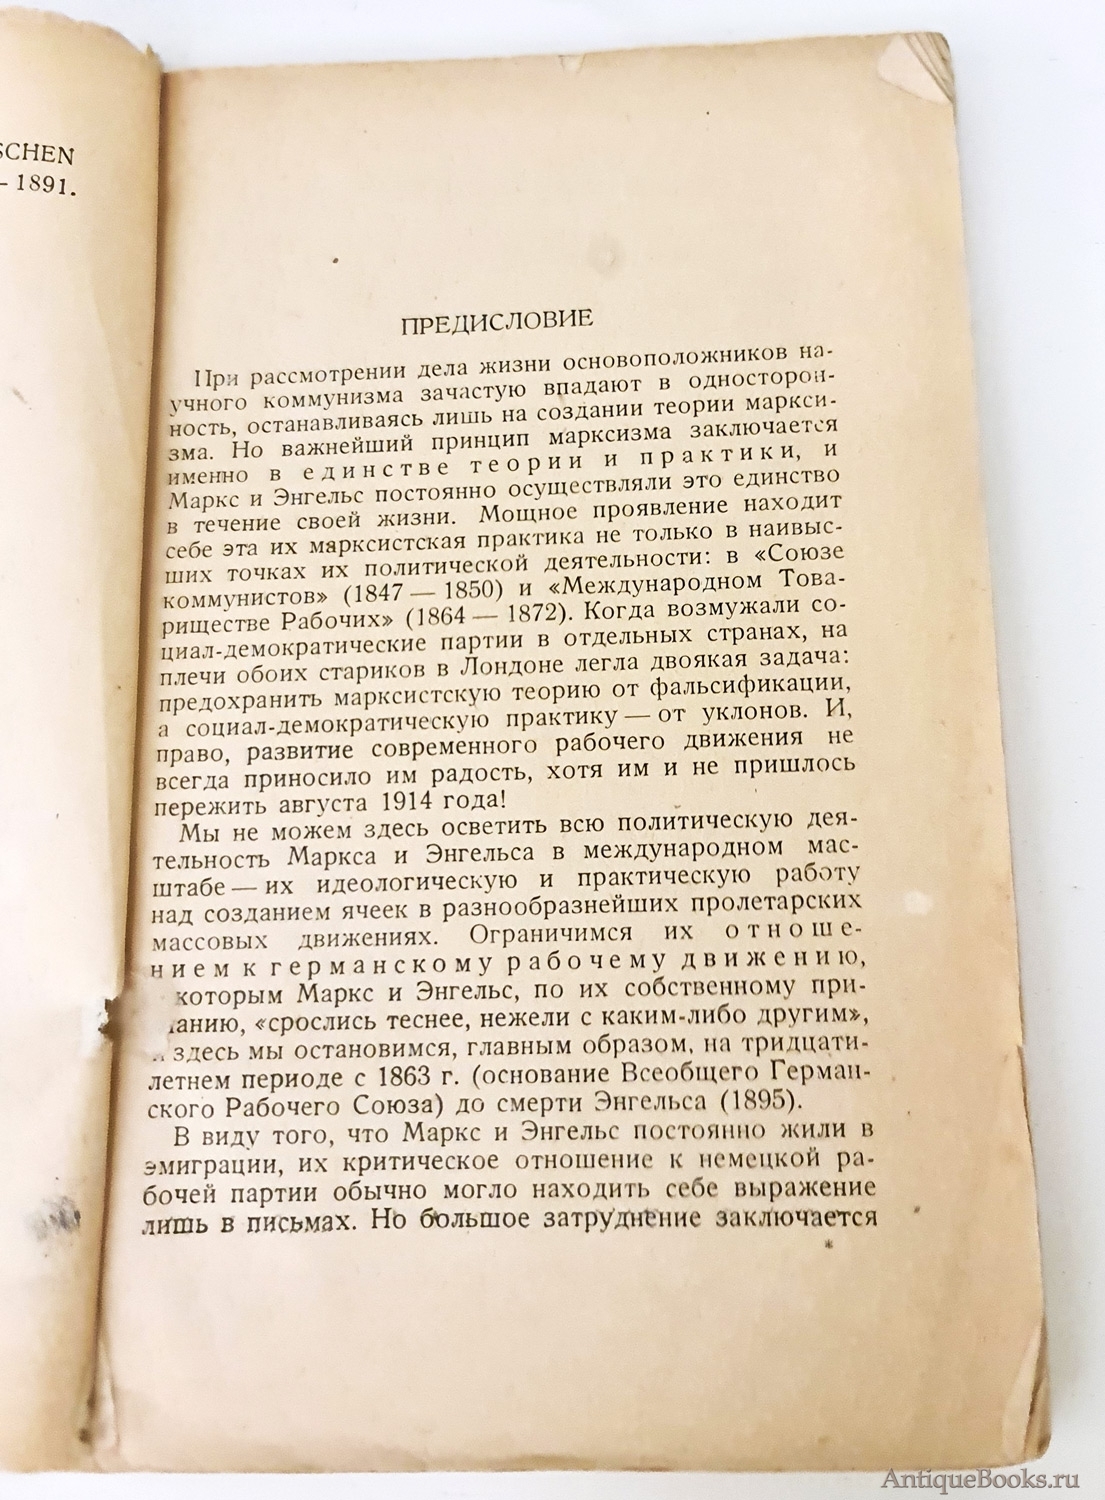 SCHEN
— 1891.
ПРЕДИСЛОВИЕ
При рассмотрении дела жизни основоположников на-
учного коммунизма зачастую впадают в односторон-
ность, останавливаясь лишь на создании теории маркси-
зма. Но важнейший принцип марксизма заключается
именно в единстве теории и практики, и
Маркс и Энгельс постоянно осуществляли это единство
в течение своей жизни. Мощное проявление находит
себе эта их марксистская практика не только в наивыс-
ших точках их политической деятельности: в «Союзе
коммунистов» (1847 — 1850) и «Международном Това-
риществе Рабочих» (1864 — 1872). Когда возмужали со-
циал-демократические партии в отдельных странах, на
плечи обоих стариков в Лондоне легла двоякая задача:
предохранить марксистскую теорию от фальсификации,
а социал-демократическую практику — от уклонов. И,
право, развитие современного рабочего движения не
всегда приносило им радость, хотя им и не пришлось
пережить августа 1914 года!
Мы не можем здесь осветить всю политическую дея-
тельность Маркса и Энгельса в международном мас-
штабе — их идеологическую и практическую работу
над созданием ячеек в разнообразнейших пролетарских
массовых движениях. Ограничимся их отноше-
нием к германскому рабочему движению,
которым Маркс и Энгельс, по их собственному при-
анию, «срослись теснее, нежели с каким-либо другим»,
здесь мы остановимся, главным образом, на тридцати-
летнем периоде с 1863 г. (основание Всеобщего Герман-
ского Рабочего Союза) до смерти Энгельса (1895).
В виду того, что Маркс и Энгельс постоянно жили в
эмиграции, их критическое отношение к немецкой ра-
бочей партии обычно могло находить себе выражение
лишь в письмах. Но большое затруднение заключается
*
AntiqueBooks.ru